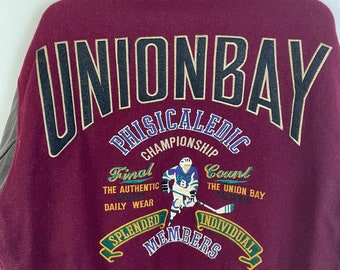 UNIONBAY
PHISICALEDIC
CHAMPIONSHIP
Final Count
THE AUTHENTIC THE UNION BAY
DAILY WEAR
SPLENDED INDIVIDUAL
MEMBERS